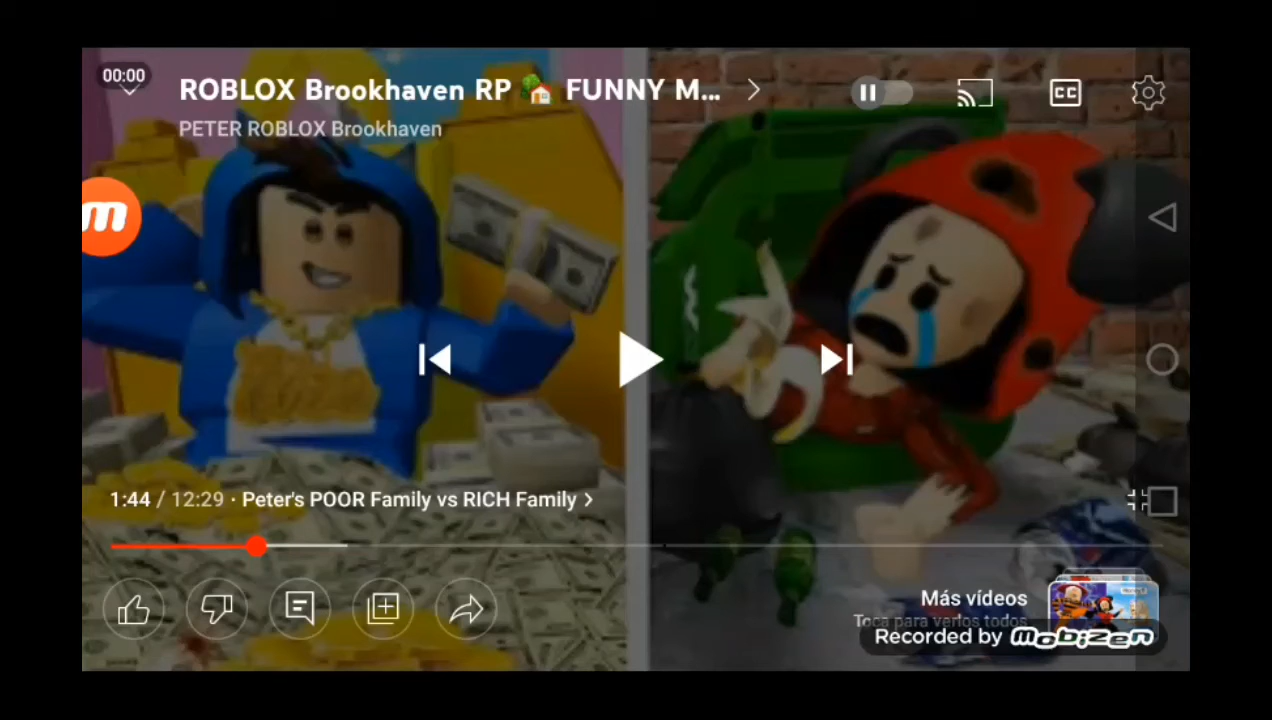 00:00
ROBLOX Brookhaven RP 🏡 FUNNY M...
PETER ROBLOX Brookhaven
m
CC
1:44 / 12:29 · Peter's POOR Family vs RICH Family >
Más vídeos
Toca para verlos todos
Recorded by mobizen